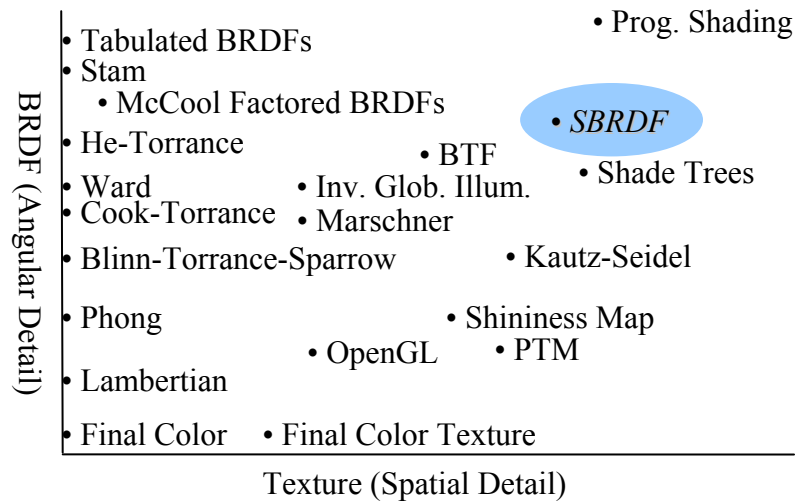 • Prog. Shading
• Tabulated BRDFs
• Stam
• McCool Factored BRDFs
• SBRDF
• He-Torrance
• BTF
• Shade Trees
• Ward
• Inv. Glob. Illum.
• Cook-Torrance
• Marschner
• Blinn-Torrance-Sparrow
• Kautz-Seidel
• Phong
• Shininess Map
• OpenGL
• PTM
• Lambertian
• Final Color
• Final Color Texture
BRDF (Angular Detail)
Texture (Spatial Detail)